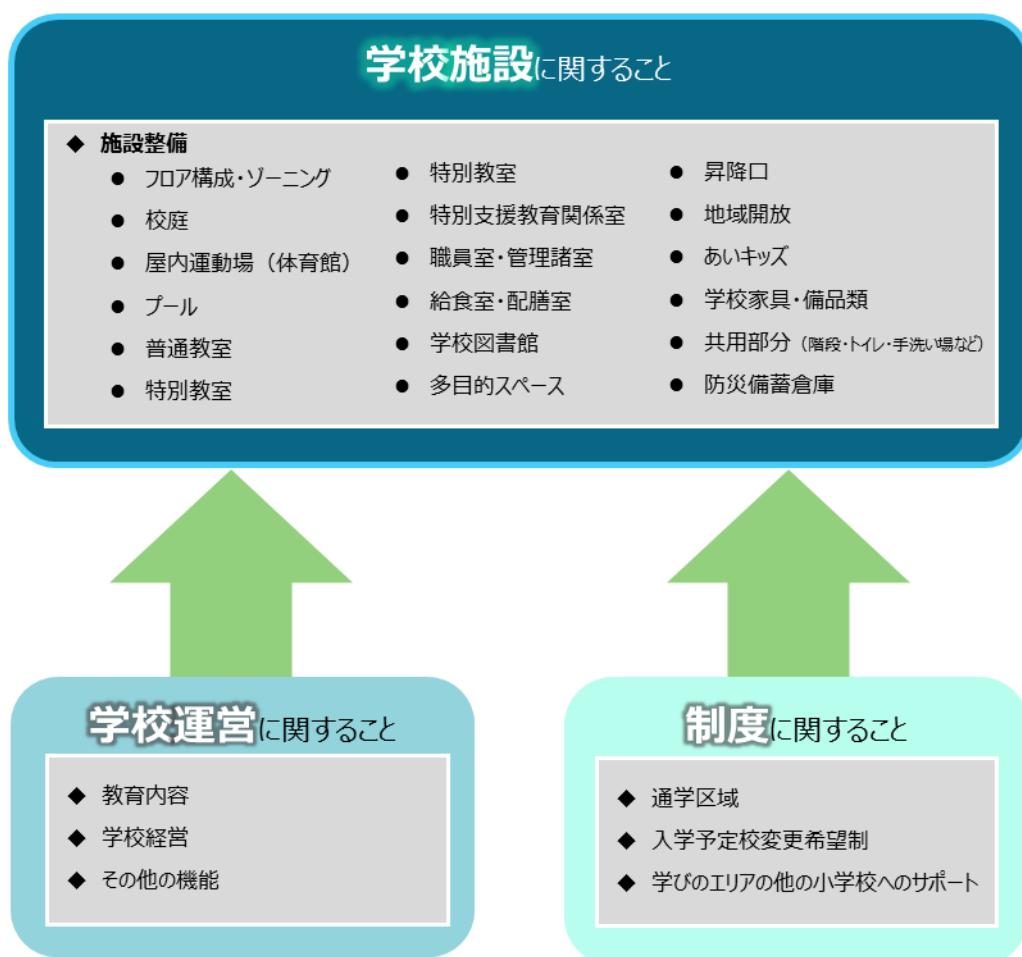 学校施設に関すること
◆ 施設整備
● フロア構成・ゾーニング
● 校庭
● 屋内運動場（体育館）
● プール
● 普通教室
● 特別教室
● 特別教室
● 特別支援教育関係室
● 職員室・管理諸室
● 給食室・配膳室
● 学校図書館
● 多目的スペース
● 昇降口
● 地域開放
● あいキッズ
● 学校家具・備品類
● 共用部分（階段・トイレ・手洗い場など）
● 防災備蓄倉庫
学校運営に関すること
◆ 教育内容
◆ 学校経営
◆ その他の機能
制度に関すること
◆ 通学区域
◆ 入学予定校変更希望制
◆ 学びのエリアの他の小学校へのサポート